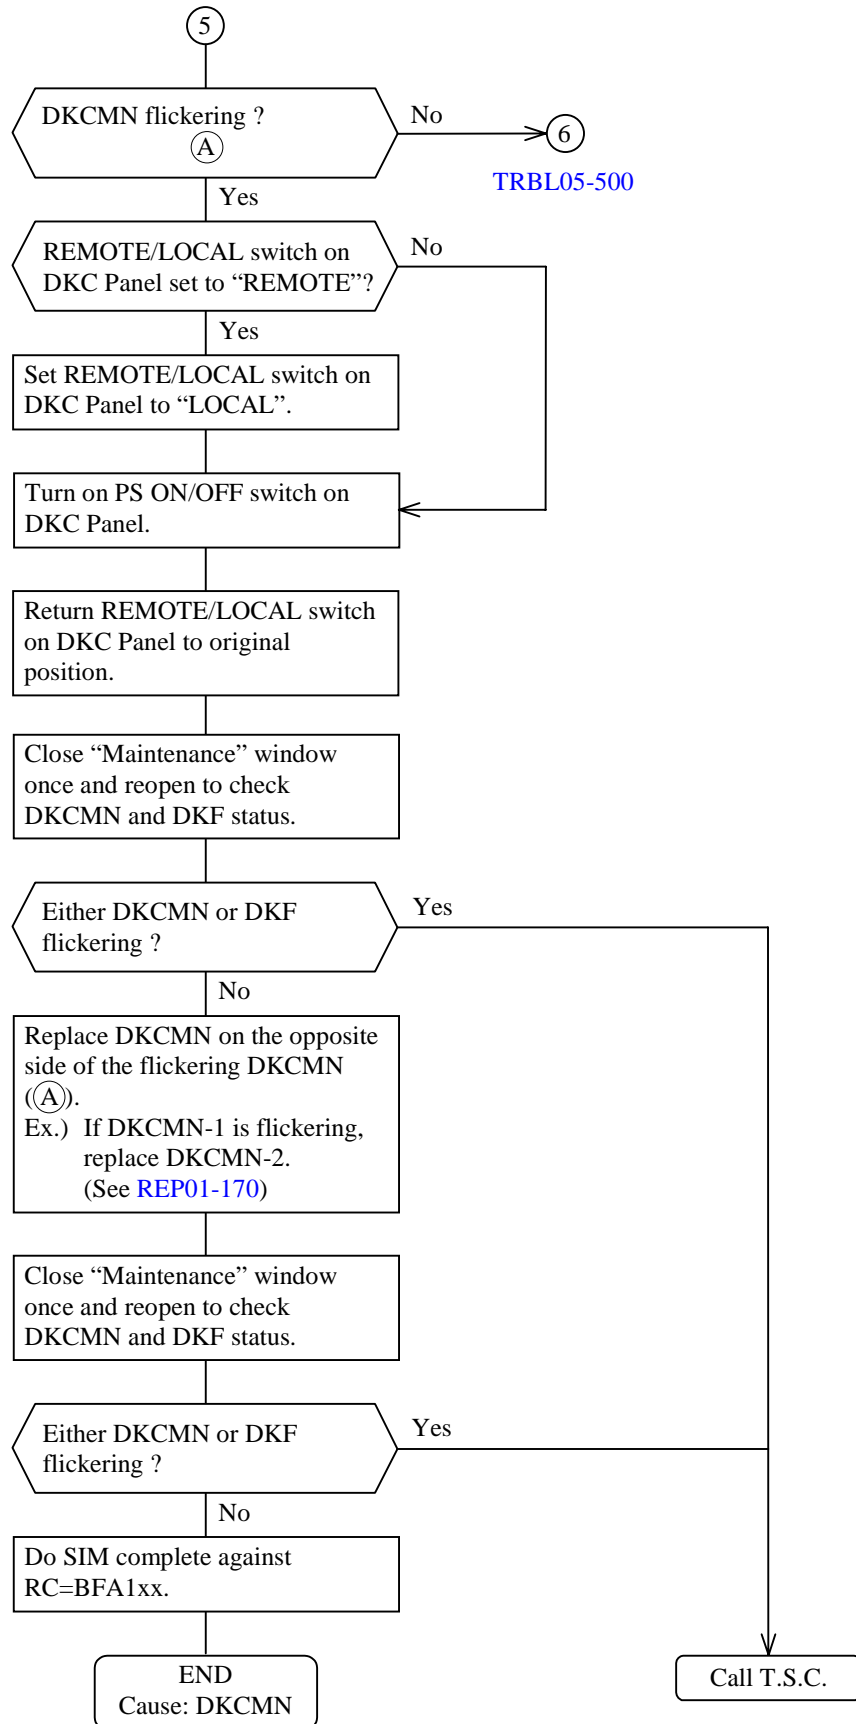 5
DKCMN flickering ?
A
No
6
TRBL05-500
Yes
REMOTE/LOCAL switch on
DKC Panel set to “REMOTE”?
No
Yes
Set REMOTE/LOCAL switch on
DKC Panel to “LOCAL”.
Turn on PS ON/OFF switch on
DKC Panel.
Return REMOTE/LOCAL switch
on DKC Panel to original
position.
Close “Maintenance” window
once and reopen to check
DKCMN and DKF status.
Either DKCMN or DKF
flickering ?
Yes
No
Replace DKCMN on the opposite
side of the flickering DKCMN
(A).
Ex.) If DKCMN-1 is flickering,
replace DKCMN-2.
(See REP01-170)
Close “Maintenance” window
once and reopen to check
DKCMN and DKF status.
Either DKCMN or DKF
flickering ?
Yes
No
Do SIM complete against
RC=BFA1xx.
END
Cause: DKCMN
Call T.S.C.